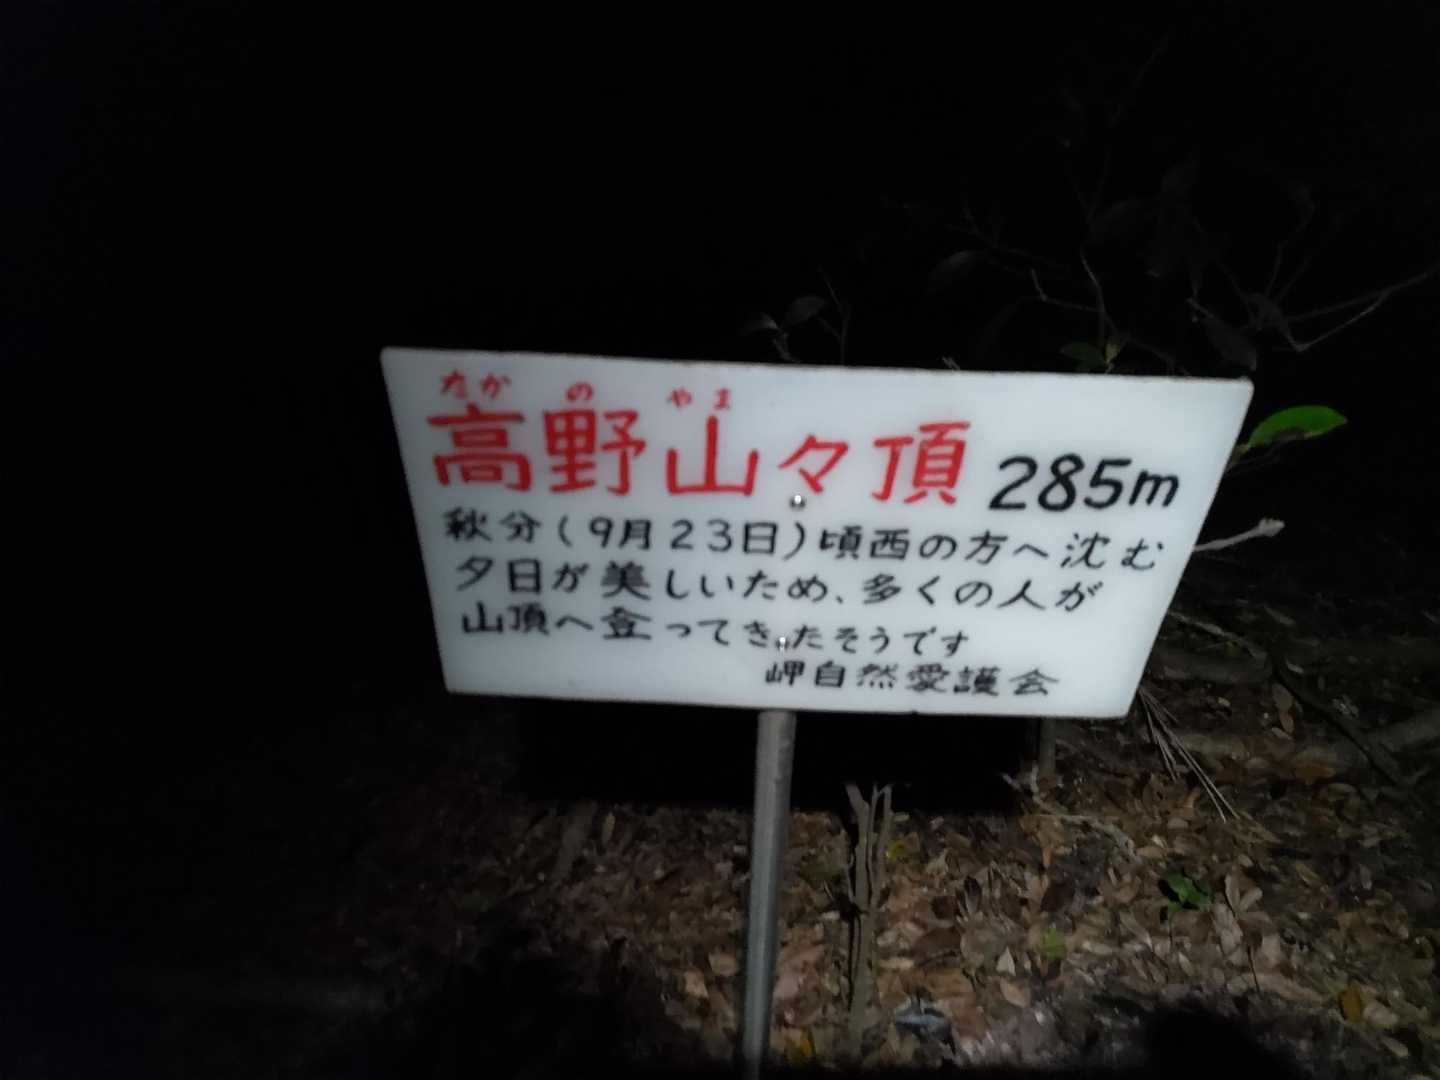 たかのやま
高野山々頂 285m
秋分(9月23日)頃西の方へ沈む
夕日が美しいため、多くの人が
山頂へ登ってきたそうです
岬自然愛護会